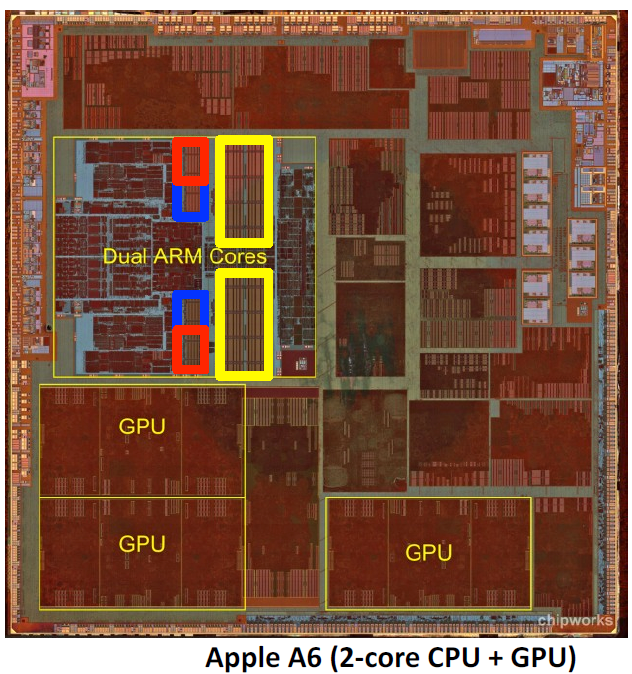 Dual ARM Cores
GPU
GPU
GPU
chipworks
Apple A6 (2-core CPU + GPU)